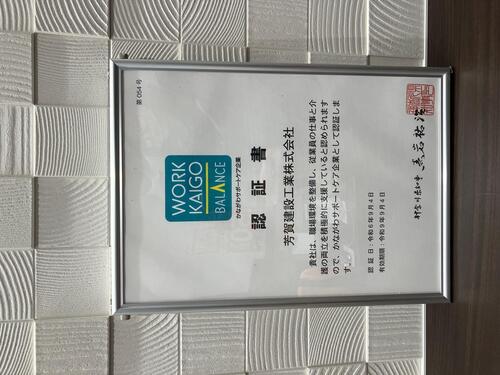 第 054 号
WORK
KAIGO
BALANCE
かながわサポートケア企業
認 証 書
芳賀建設工業株式会社
貴社は、職場環境を整備し、従業員の仕事と介
護の両立を積極的に支援していると認められます
ので、かながわサポートケア企業として認証しま
す。
認 証 日：令和６年９月４日
有効期限：令和９年９月４日
神奈川県知事 黒岩祐治